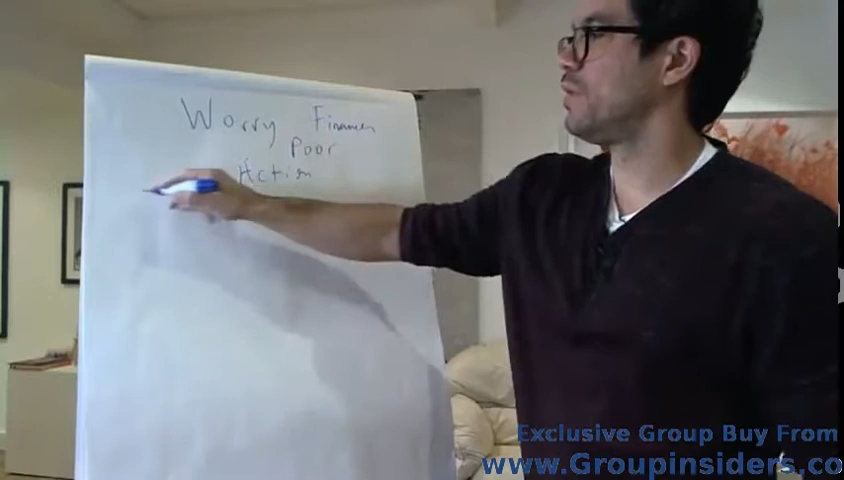 Worry Finances
Poor
Action
Exclusive Group Buy From
www.Groupinsiders.co